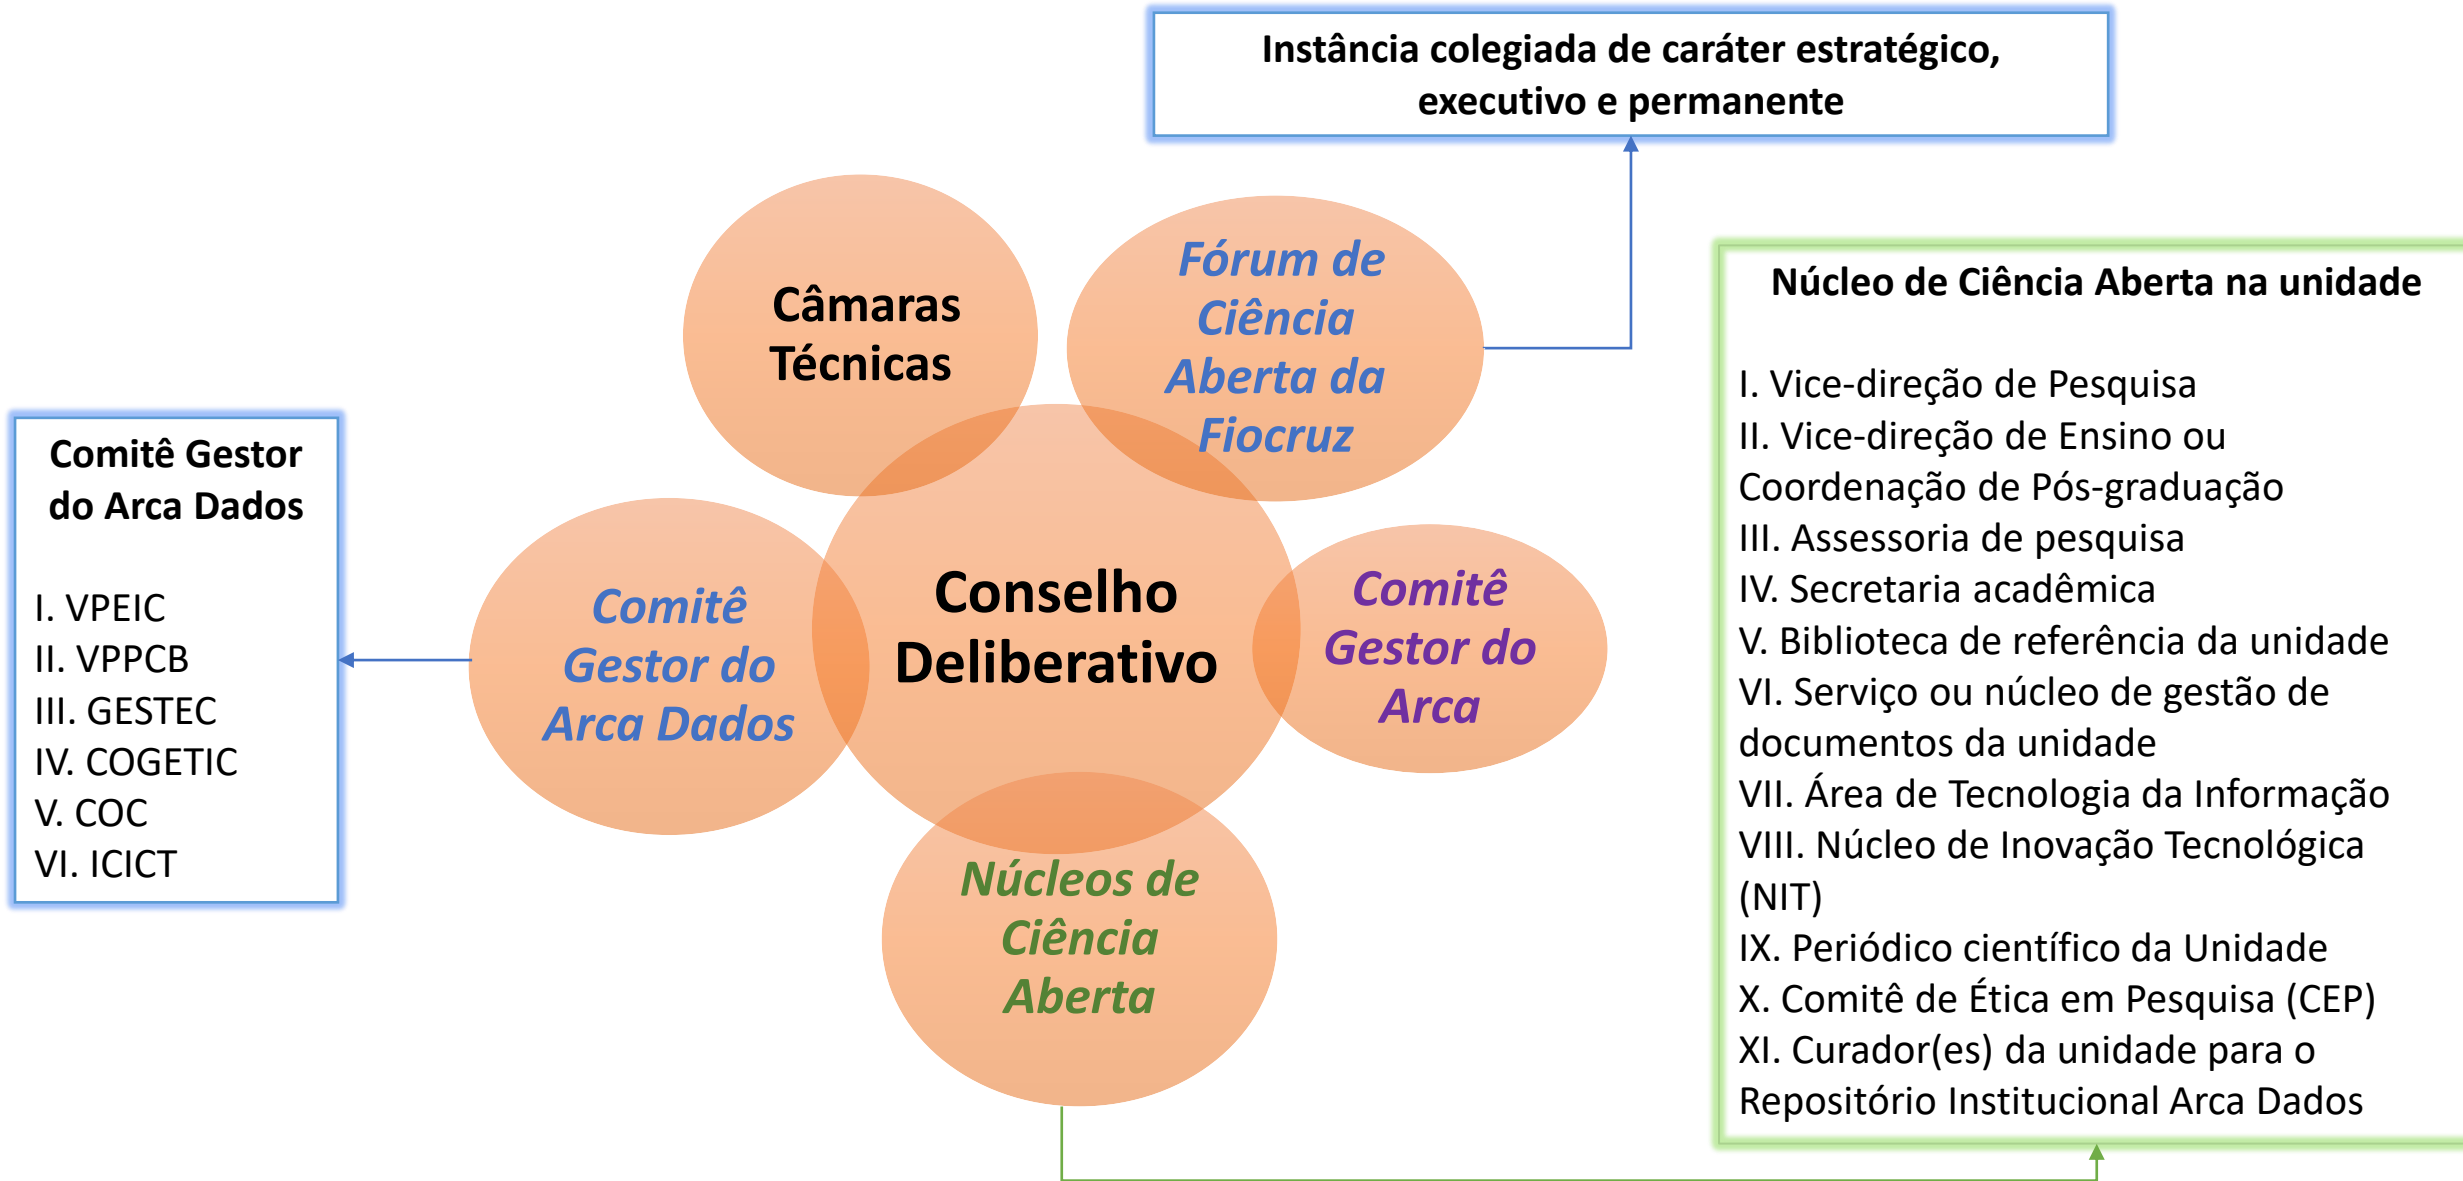 Instância colegiada de caráter estratégico,
executivo e permanente
Câmaras
Técnicas
Fórum de
Ciência
Aberta da
Fiocruz
Comitê Gestor
do Arca Dados
I. VPEIC
II. VPPCB
III. GESTEC
IV. COGETIC
V. COC
VI. ICICT
Comitê
Gestor do
Arca Dados
Conselho
Deliberativo
Comitê
Gestor do
Arca
Núcleos de
Ciência
Aberta
Núcleo de Ciência Aberta na unidade
I. Vice-direção de Pesquisa
II. Vice-direção de Ensino ou
Coordenação de Pós-graduação
III. Assessoria de pesquisa
IV. Secretaria acadêmica
V. Biblioteca de referência da unidade
VI. Serviço ou núcleo de gestão de
documentos da unidade
VII. Área de Tecnologia da Informação
VIII. Núcleo de Inovação Tecnológica
(NIT)
IX. Periódico científico da Unidade
X. Comitê de Ética em Pesquisa (CEP)
XI. Curador(es) da unidade para o
Repositório Institucional Arca Dados